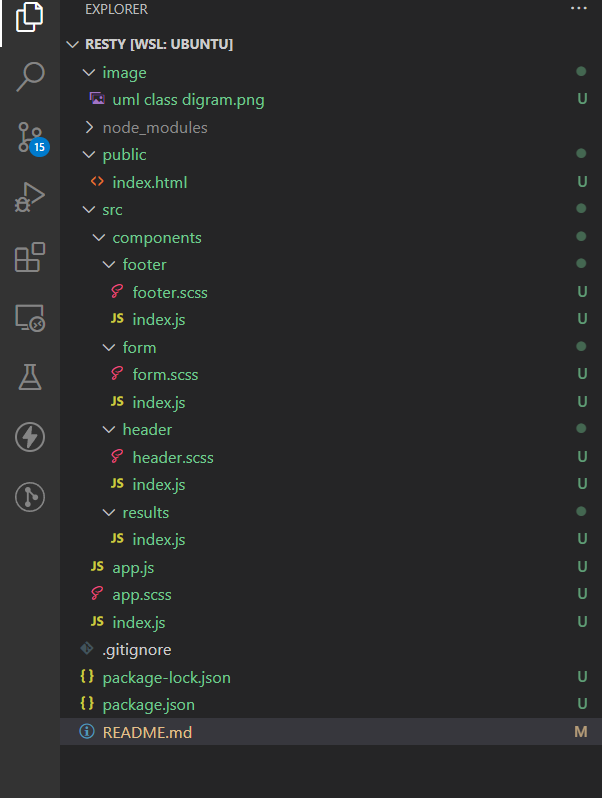 EXPLORER
RESTY [WSL: UBUNTU]
image
uml class digram.png U
node_modules
public
<> index.html U
src
components
footer
footer.scss U
JS index.js U
form
form.scss U
JS index.js U
header
header.scss U
15
JS index.js U
results
JS index.js U
JS app.js U
app.scss U
JS index.js U
.gitignore
{} package-lock.json U
{} package.json U
README.md M